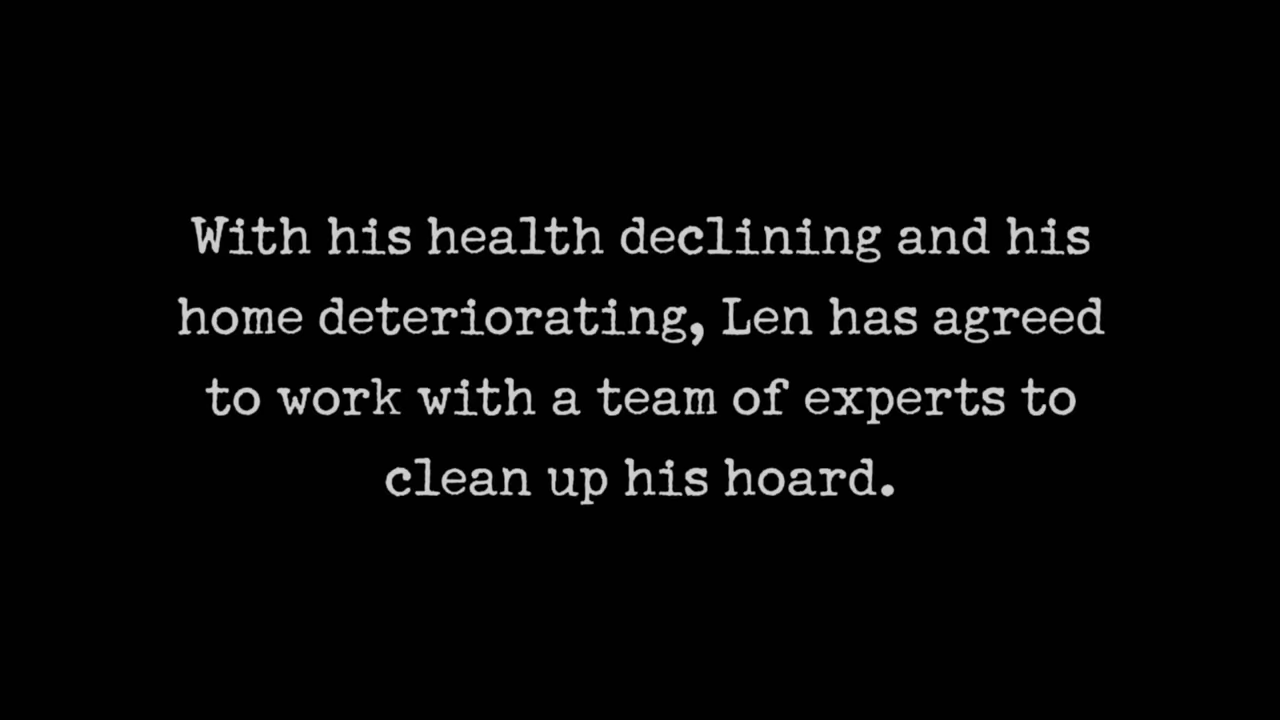 With his health declining and his
home deteriorating, Len has agreed
to work with a team of experts to
clean up his hoard.